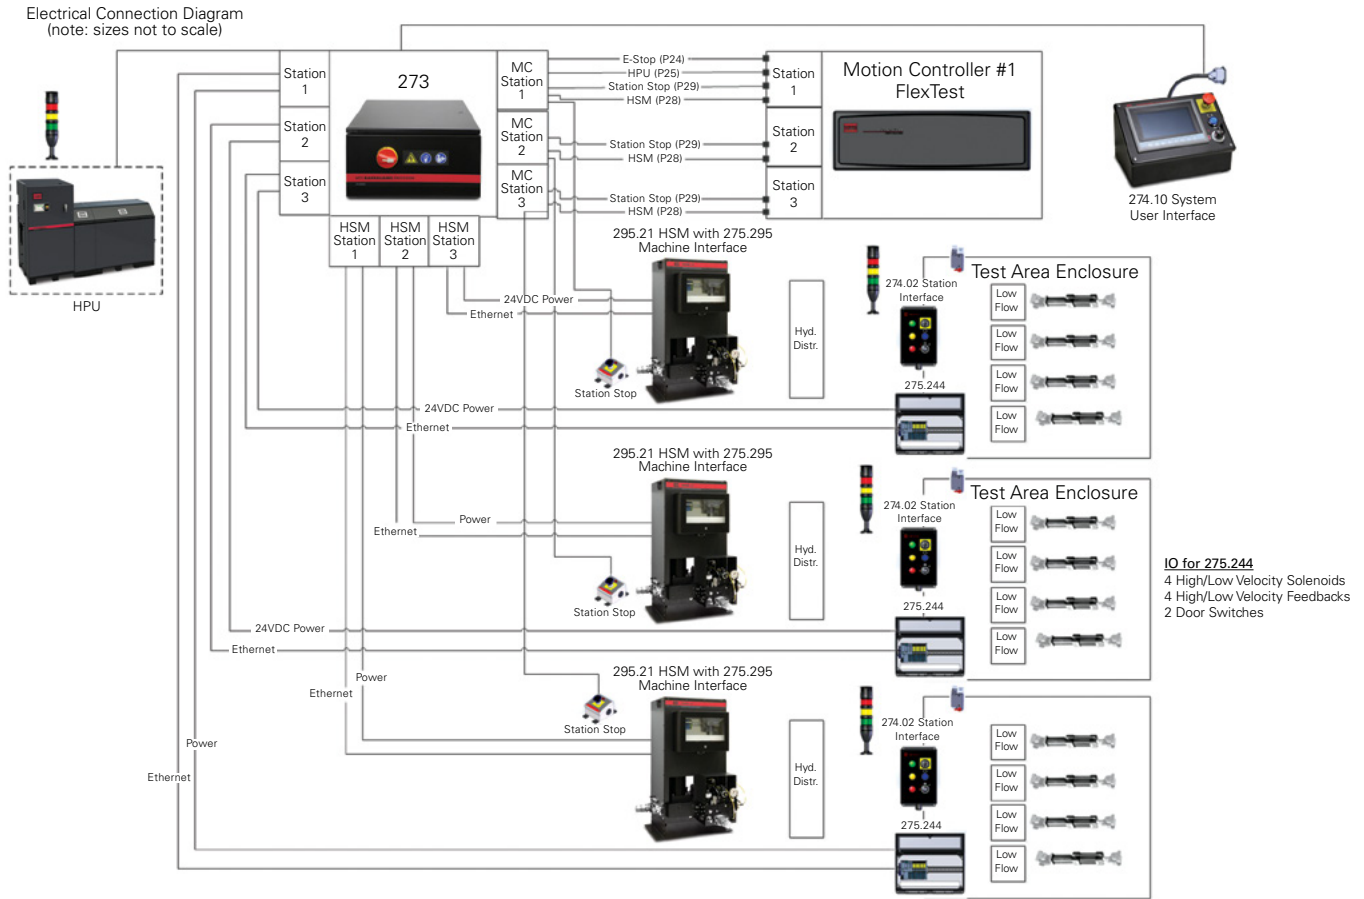 Electrical Connection Diagram
(note: sizes not to scale)
HPU
Station
1
Station
2
Station
3
273
MC
Station
1
MC
Station
2
MC
Station
3
HSM
Station
1
HSM
Station
2
HSM
Station
3
E-Stop (P24)
HPU (P25)
Station Stop (P29)
HSM (P28)
Station Stop (P29)
HSM (P28)
Station Stop (P29)
HSM (P28)
Station
1
Station
2
Station
3
Motion Controller #1
FlexTest
274.10 System
User Interface
295.21 HSM with 275.295
Machine Interface
24VDC Power
Ethernet
Station Stop
Hyd.
Distr.
274.02 Station
Interface
275.244
Test Area Enclosure
Low
Flow
Low
Flow
Low
Flow
Low
Flow
24VDC Power
Ethernet
295.21 HSM with 275.295
Machine Interface
Power
Ethernet
Station Stop
Hyd.
Distr.
274.02 Station
Interface
275.244
Test Area Enclosure
Low
Flow
Low
Flow
Low
Flow
Low
Flow
IO for 275.244
4 High/Low Velocity Solenoids
4 High/Low Velocity Feedbacks
2 Door Switches
24VDC Power
Ethernet
295.21 HSM with 275.295
Machine Interface
Power
Ethernet
Station Stop
Hyd.
Distr.
274.02 Station
Interface
275.244
Low
Flow
Low
Flow
Low
Flow
Low
Flow
Power
Ethernet